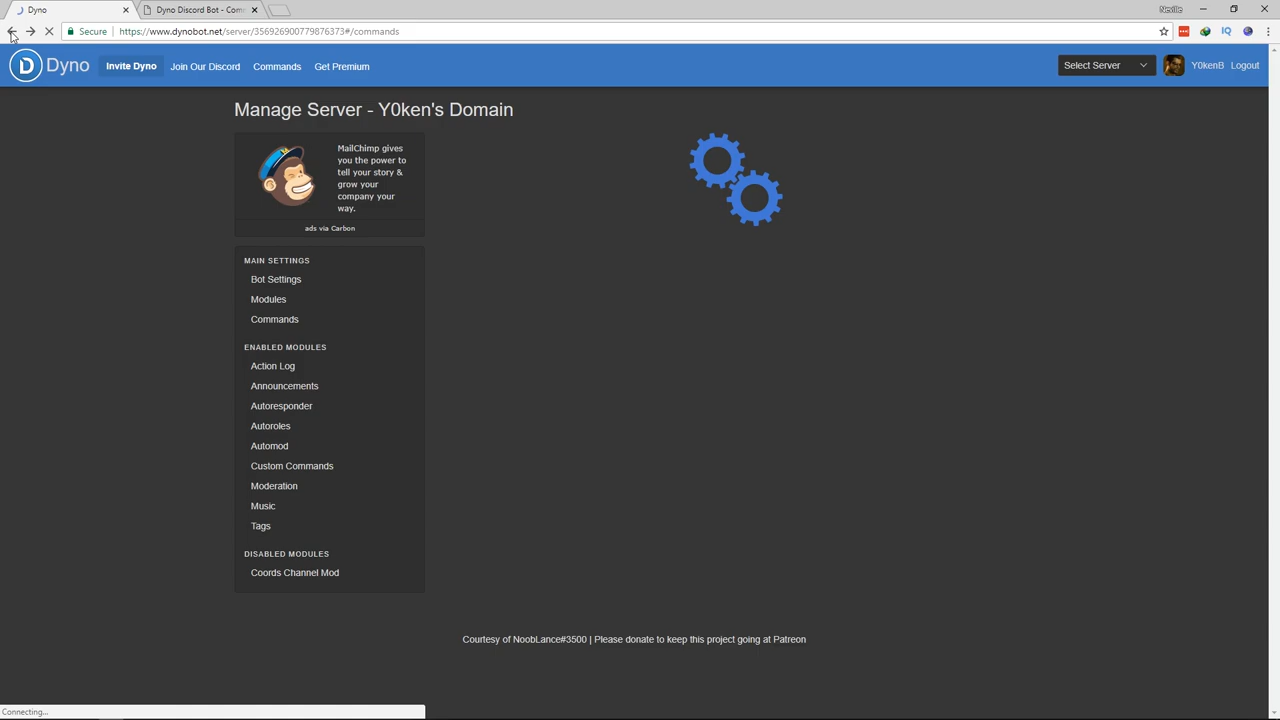 Dyno
Dyno Discord Bot - Com
Neville
Secure
https://www.dynobot.net/server/356926900779876373#/commands
IQ
D Dyno
Invite Dyno
Join Our Discord
Commands
Get Premium
Select Server
Y0kenB
Logout
Manage Server - Y0ken's Domain
MailChimp gives
you the power to
tell your story &
grow your
company your
way.
ads via Carbon
MAIN SETTINGS
Bot Settings
Modules
Commands
ENABLED MODULES
Action Log
Announcements
Autoresponder
Autoroles
Automod
Custom Commands
Moderation
Music
Tags
DISABLED MODULES
Coords Channel Mod
Courtesy of NoobLance#3500 | Please donate to keep this project going at Patreon
Connecting...